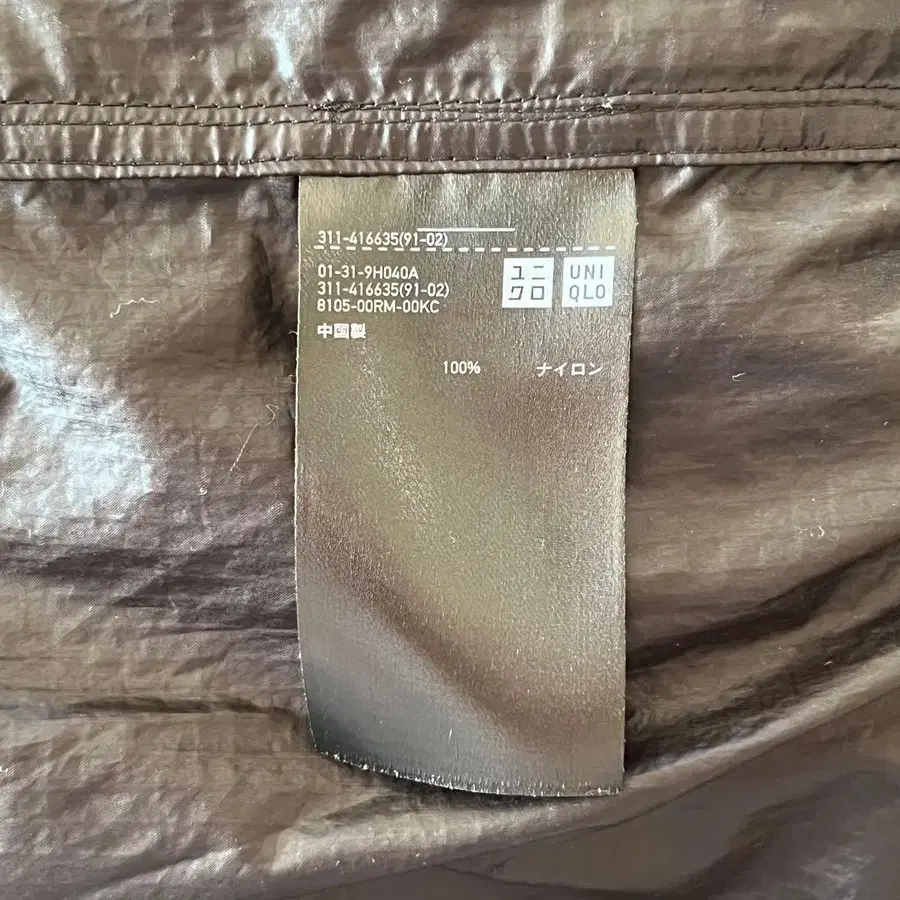 311-416635(91-02)
01-31-9H040A
311-416635(91-02)
8105-00RM-00KC
中国製
ユニ
クロ
UNI
QLO
100% ナイロン